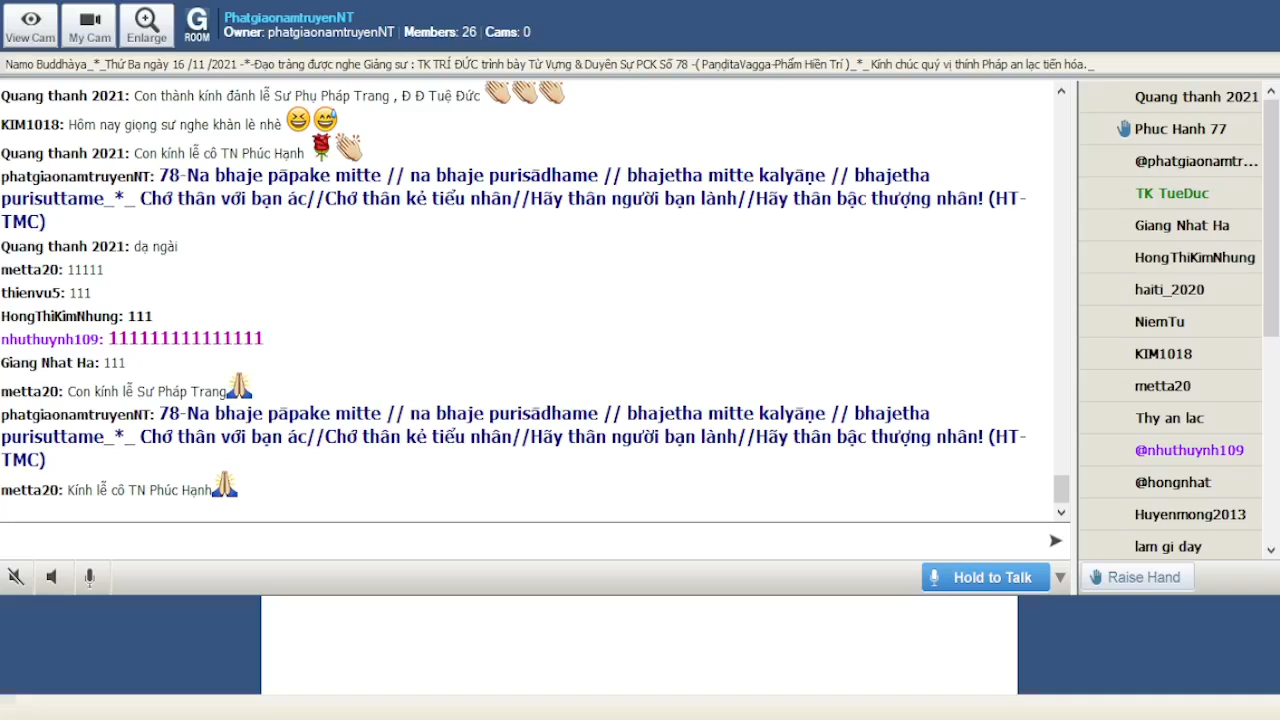 View Cam
My Cam
Enlarge
G
ROOM
PhatgiaonamtruyenNT
Owner: phatgiaonamtruyenNT | Members: 26 | Cams: 0
Namo Buddhàya_*_Thứ Ba ngày 16 /11 /2021 -*-Đạo tràng được nghe Giảng sư : TK TRÍ ĐỨC trình bày Từ Vựng & Duyên Sự PCK Số 78 -( PaṇḍitaVagga-Phẩm Hiền Trí )_*_ Kính chúc quý vị thính Pháp an lạc tiến hóa._
Quang thanh 2021: Con thành kính đảnh lễ Sư Phụ Pháp Trang , Đ Đ Tuệ Đức
KIM1018: Hôm nay giọng sư nghe khàn lè nhè
Quang thanh 2021: Con kính lễ cô TN Phúc Hạnh
phatgiaonamtruyenNT: 78-Na bhaje pāpake mitte // na bhaje purisādhame // bhajetha mitte kalyāṇe // bhajetha
purisuttame_*_ Chớ thân với bạn ác//Chớ thân kẻ tiểu nhân//Hãy thân người bạn lành//Hãy thân bậc thượng nhân! (HT-
TMC)
Quang thanh 2021: dạ ngài
metta20: 11111
thienvu5: 111
HongThiKimNhung: 111
nhuthuynh109: 111111111111111
Giang Nhat Ha: 111
metta20: Con kính lễ Sư Pháp Trang
phatgiaonamtruyenNT: 78-Na bhaje pāpake mitte // na bhaje purisādhame // bhajetha mitte kalyāṇe // bhajetha
purisuttame_*_ Chớ thân với bạn ác//Chớ thân kẻ tiểu nhân//Hãy thân người bạn lành//Hãy thân bậc thượng nhân! (HT-
TMC)
metta20: Kính lễ cô TN Phúc Hạnh
Hold to Talk
Quang thanh 2021
Phuc Hanh 77
@phatgiaonamtr...
TK TueDuc
Giang Nhat Ha
HongThiKimNhung
haiti_2020
NiemTu
KIM1018
metta20
Thy an lac
@nhuthuynh109
@hongnhat
Huyenmong2013
lam gi day
Raise Hand